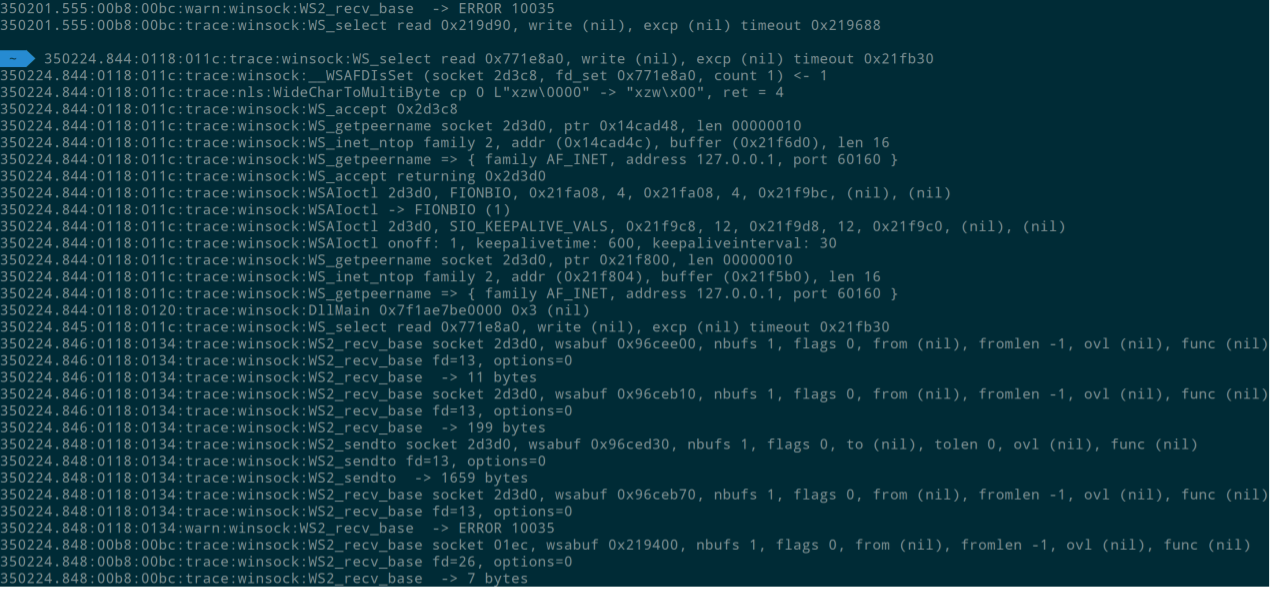 350201.555:00b8:00bc:warn:winsock:WS2_recv_base  -> ERROR 10035
350201.555:00b8:00bc:trace:winsock:WS_select read 0x219d90, write (nil), excp (nil) timeout 0x219688
~ 350224.844:0118:011c:trace:winsock:WS_select read 0x771e8a0, write (nil), excp (nil) timeout 0x21fb30
350224.844:0118:011c:trace:winsock:__WSAFDIsSet (socket 2d3c8, fd_set 0x771e8a0, count 1) <- 1
350224.844:0118:011c:trace:nls:WideCharToMultiByte cp 0 L"xzw\0000" -> "xzw\x00", ret = 4
350224.844:0118:011c:trace:winsock:WS_accept 0x2d3c8
350224.844:0118:011c:trace:winsock:WS_getpeername socket 2d3d0, ptr 0x14cad48, len 00000010
350224.844:0118:011c:trace:winsock:WS_inet_ntop family 2, addr (0x14cad4c), buffer (0x21f6d0), len 16
350224.844:0118:011c:trace:winsock:WS_getpeername => { family AF_INET, address 127.0.0.1, port 60160 }
350224.844:0118:011c:trace:winsock:WS_accept returning 0x2d3d0
350224.844:0118:011c:trace:winsock:WSAIoctl 2d3d0, FIONBIO, 0x21fa08, 4, 0x21fa08, 4, 0x21f9bc, (nil), (nil)
350224.844:0118:011c:trace:winsock:WSAIoctl -> FIONBIO (1)
350224.844:0118:011c:trace:winsock:WSAIoctl 2d3d0, SIO_KEEPALIVE_VALS, 0x21f9c8, 12, 0x21f9d8, 12, 0x21f9c0, (nil), (nil)
350224.844:0118:011c:trace:winsock:WSAIoctl onoff: 1, keepalivetime: 600, keepaliveinterval: 30
350224.844:0118:011c:trace:winsock:WS_getpeername socket 2d3d0, ptr 0x21f800, len 00000010
350224.844:0118:011c:trace:winsock:WS_inet_ntop family 2, addr (0x21f804), buffer (0x21f5b0), len 16
350224.844:0118:011c:trace:winsock:WS_getpeername => { family AF_INET, address 127.0.0.1, port 60160 }
350224.844:0118:0120:trace:winsock:DllMain 0x7f1ae7be0000 0x3 (nil)
350224.845:0118:011c:trace:winsock:WS_select read 0x771e8a0, write (nil), excp (nil) timeout 0x21fb30
350224.846:0118:0134:trace:winsock:WS2_recv_base socket 2d3d0, wsabuf 0x96cee00, nbufs 1, flags 0, from (nil), fromlen -1, ovl (nil), func (nil)
350224.846:0118:0134:trace:winsock:WS2_recv_base fd=13, options=0
350224.846:0118:0134:trace:winsock:WS2_recv_base  -> 11 bytes
350224.846:0118:0134:trace:winsock:WS2_recv_base socket 2d3d0, wsabuf 0x96ceb10, nbufs 1, flags 0, from (nil), fromlen -1, ovl (nil), func (nil)
350224.846:0118:0134:trace:winsock:WS2_recv_base fd=13, options=0
350224.846:0118:0134:trace:winsock:WS2_recv_base  -> 199 bytes
350224.848:0118:0134:trace:winsock:WS2_sendto socket 2d3d0, wsabuf 0x96ced30, nbufs 1, flags 0, to (nil), tolen 0, ovl (nil), func (nil)
350224.848:0118:0134:trace:winsock:WS2_sendto fd=13, options=0
350224.848:0118:0134:trace:winsock:WS2_sendto  -> 1659 bytes
350224.848:0118:0134:trace:winsock:WS2_recv_base socket 2d3d0, wsabuf 0x96ceb70, nbufs 1, flags 0, from (nil), fromlen -1, ovl (nil), func (nil)
350224.848:0118:0134:trace:winsock:WS2_recv_base fd=13, options=0
350224.848:0118:0134:warn:winsock:WS2_recv_base  -> ERROR 10035
350224.848:00b8:00bc:trace:winsock:WS2_recv_base socket 01ec, wsabuf 0x219400, nbufs 1, flags 0, from (nil), fromlen -1, ovl (nil), func (nil)
350224.848:00b8:00bc:trace:winsock:WS2_recv_base fd=26, options=0
350224.848:00b8:00bc:trace:winsock:WS2_recv_base  -> 7 bytes